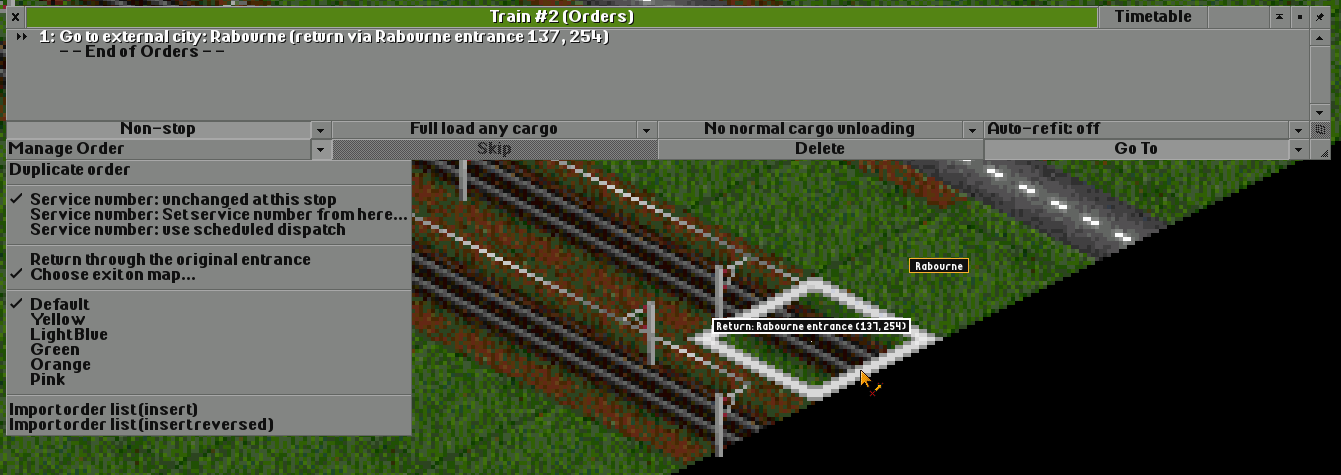 x Train #2 (Orders) Timetable
1: Go to external city: Rabourne (return via Rabourne entrance 137, 254)
- - End of Orders - -
Non-stop Full load any cargo No normal cargo unloading Auto-refit: off
Manage Order Skip Delete Go To
Duplicate order
Service number: unchanged at this stop
Service number: Set service number from here...
Service number: use scheduled dispatch
Return through the original entrance
Choose exit on map...
Default
Yellow
Light Blue
Green
Orange
Pink
Import order list (insert)
Import order list (insert reversed)
Rabourne
Return: Rabourne entrance (137, 254)